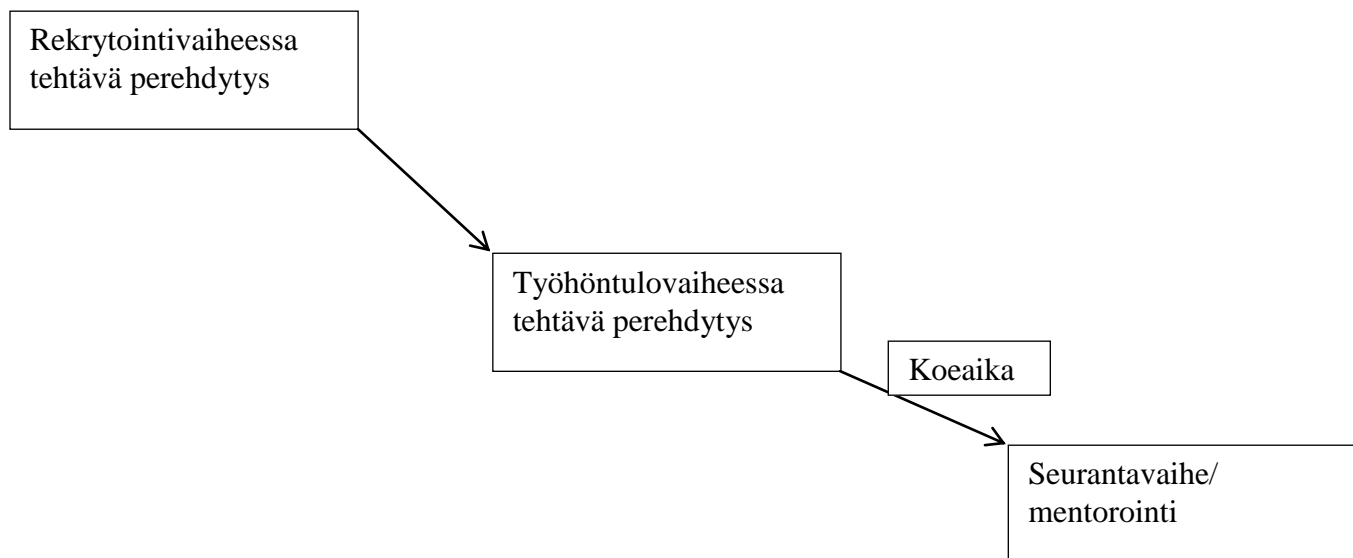 Rekrytointivaiheessa
tehtävä perehdytys
Työhöntulovaiheessa
tehtävä perehdytys
Koeaika
Seurantavaihe/
mentorointi